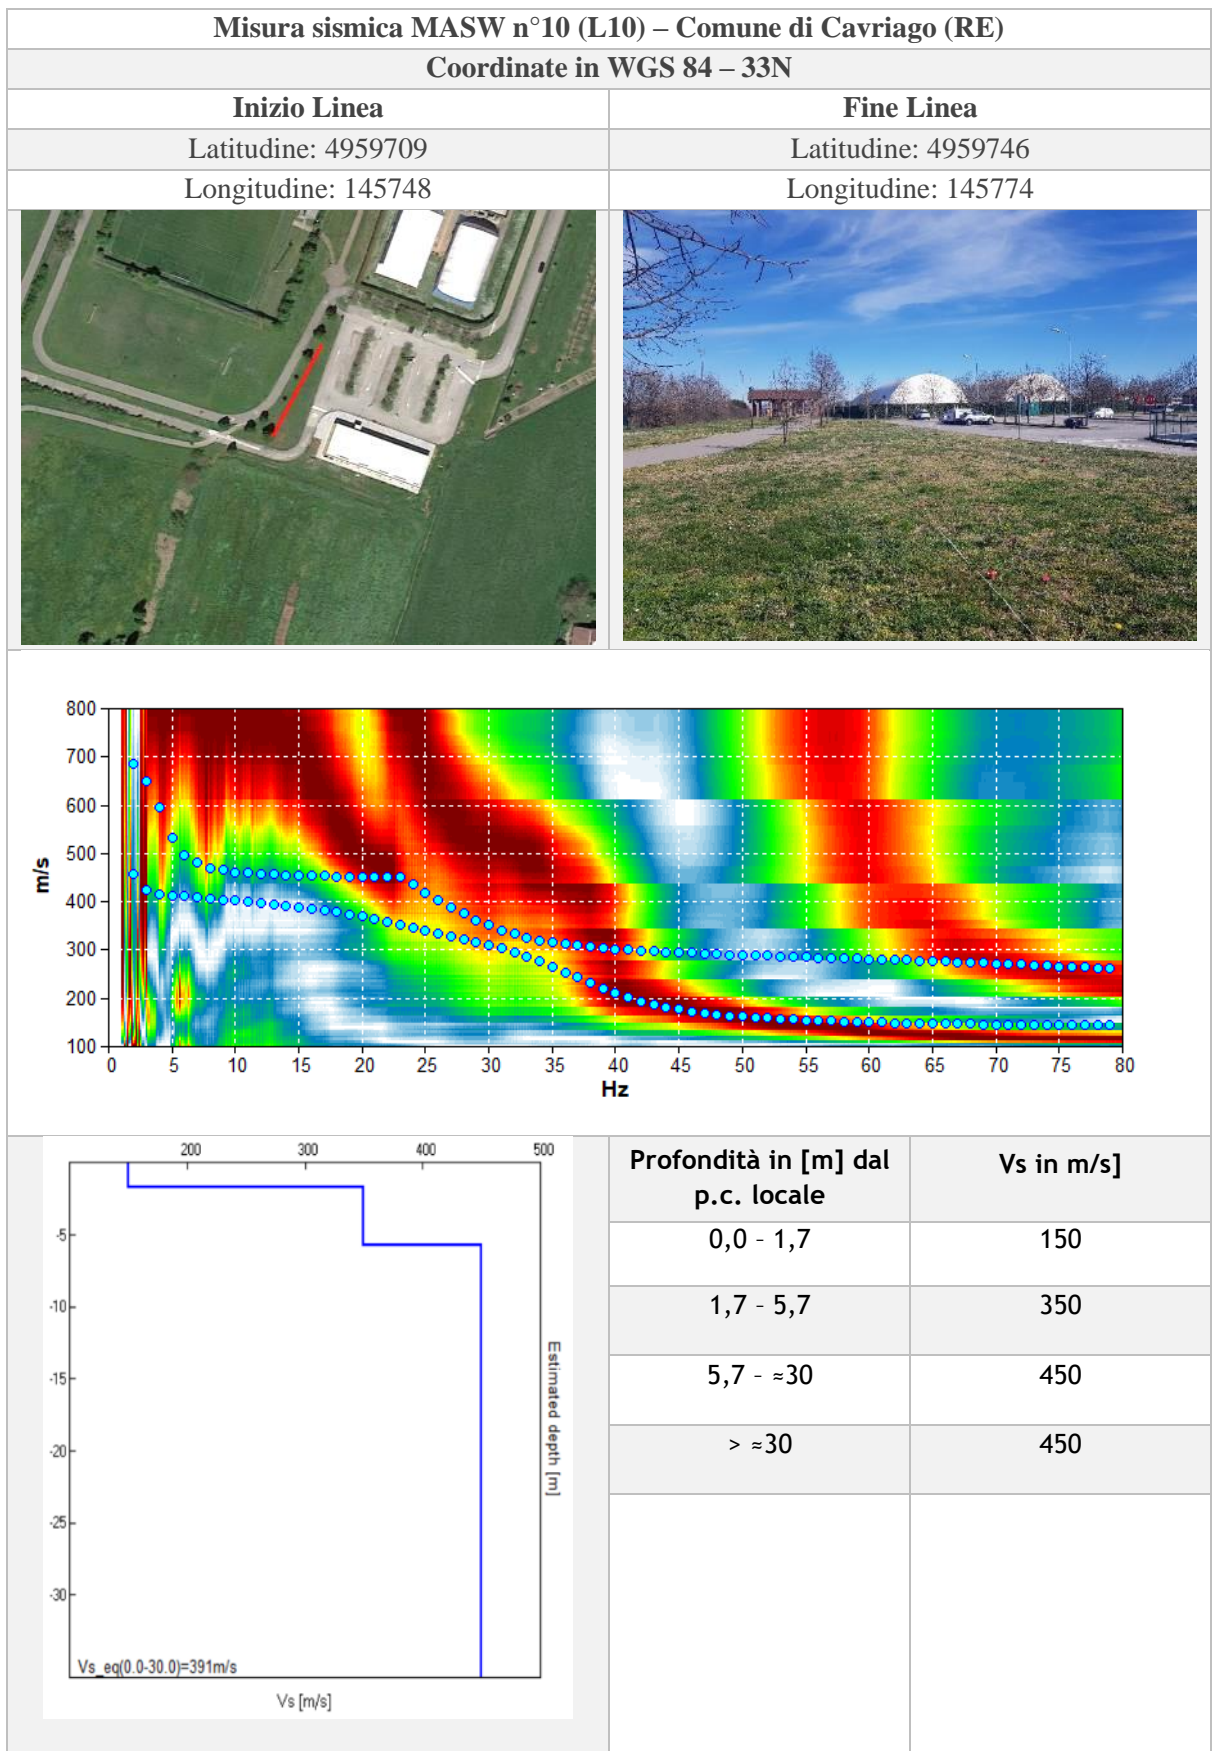 Misura sismica MASW n°10 (L10) – Comune di Cavriago (RE)
Coordinate in WGS 84 – 33N
Inizio Linea
Fine Linea
Latitudine: 4959709
Latitudine: 4959746
Longitudine: 145748
Longitudine: 145774
800
700
600
500
400
300
200
100
m/s
0 5 10 15 20 25 30 35 40 45 50 55 60 65 70 75 80
Hz
200 300 400 500
-5
-10
-15
-20
-25
-30
Estimated depth [m]
Vs_eq(0.0-30.0)=391m/s
Vs [m/s]
Profondità in [m] dal
p.c. locale
Vs in m/s]
0,0 – 1,7
150
1,7 – 5,7
350
5,7 – ≈30
450
> ≈30
450